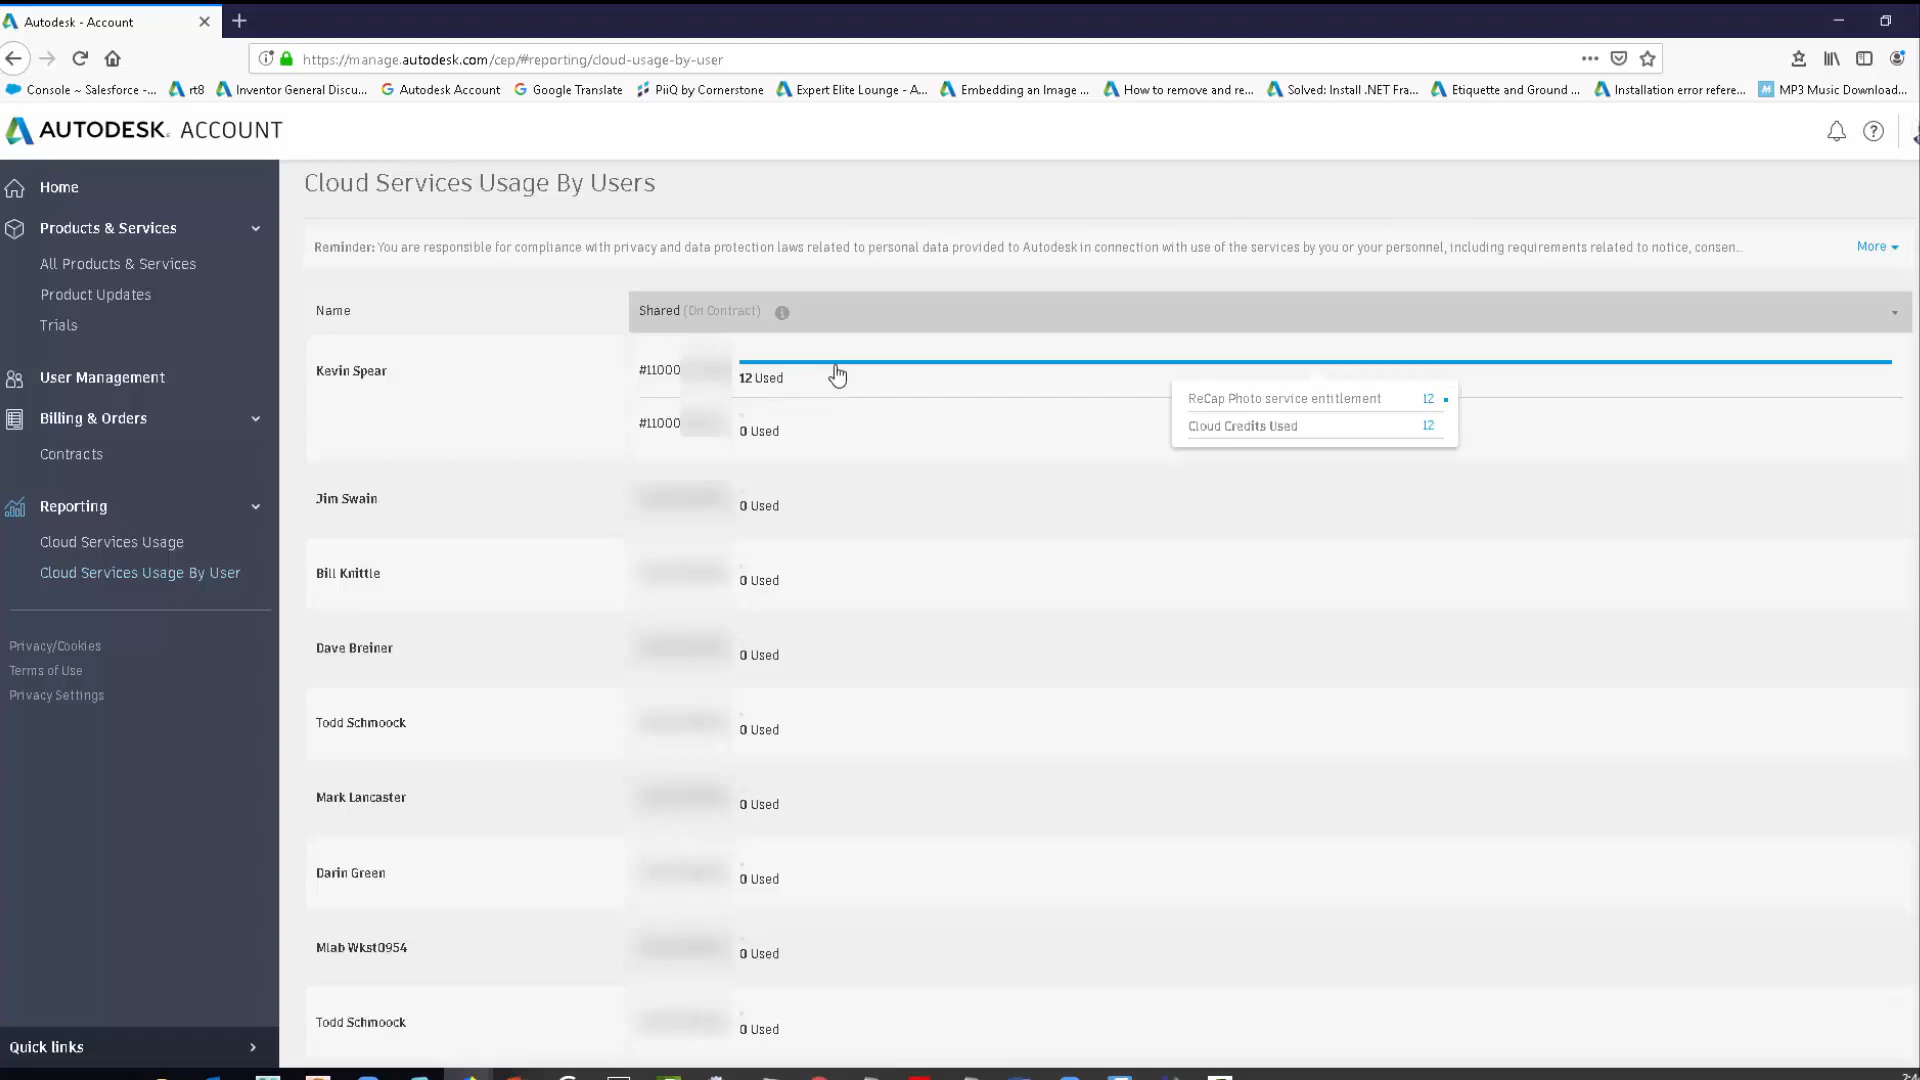 Autodesk - Account
https://manage.autodesk.com/cep/#reporting/cloud-usage-by-user
Console ~ Salesforce -... rt8 Inventor General Discu... Autodesk Account Google Translate PiiQ by Cornerstone Expert Elite Lounge - A... Embedding an Image ... How to remove and re... Solved: Install .NET Fra... Etiquette and Ground ... Installation error refere... MP3 Music Download...
AUTODESK. ACCOUNT
Home
Products & Services
All Products & Services
Product Updates
Trials
User Management
Billing & Orders
Contracts
Reporting
Cloud Services Usage
Cloud Services Usage By User
Privacy/Cookies
Terms of Use
Privacy Settings
Quick links
Cloud Services Usage By Users
Reminder: You are responsible for compliance with privacy and data protection laws related to personal data provided to Autodesk in connection with use of the services by you or your personnel, including requirements related to notice, consen...
More
Name Shared (On Contract)
Kevin Spear #11000 12 Used
ReCap Photo service entitlement 12
Cloud Credits Used 12
#11000 0 Used
Jim Swain 0 Used
Bill Knittle 0 Used
Dave Breiner 0 Used
Todd Schmoock 0 Used
Mark Lancaster 0 Used
Darin Green 0 Used
Mlab Wkst0954 0 Used
Todd Schmoock 0 Used